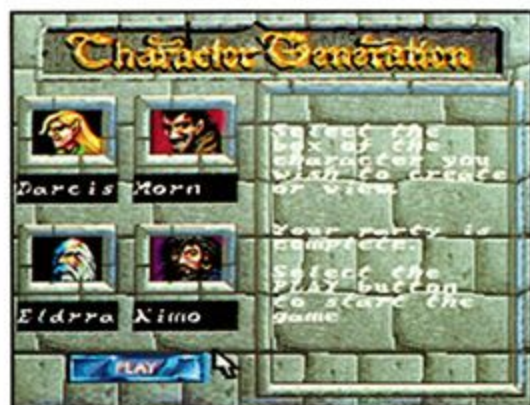 Character Generation
Darcis
Morn
Eldrra
Nimo
Select the
box of the
character you
wish to create
or view.
Your party is
complete.
Select the
PLAY button
to start the
game
PLAY